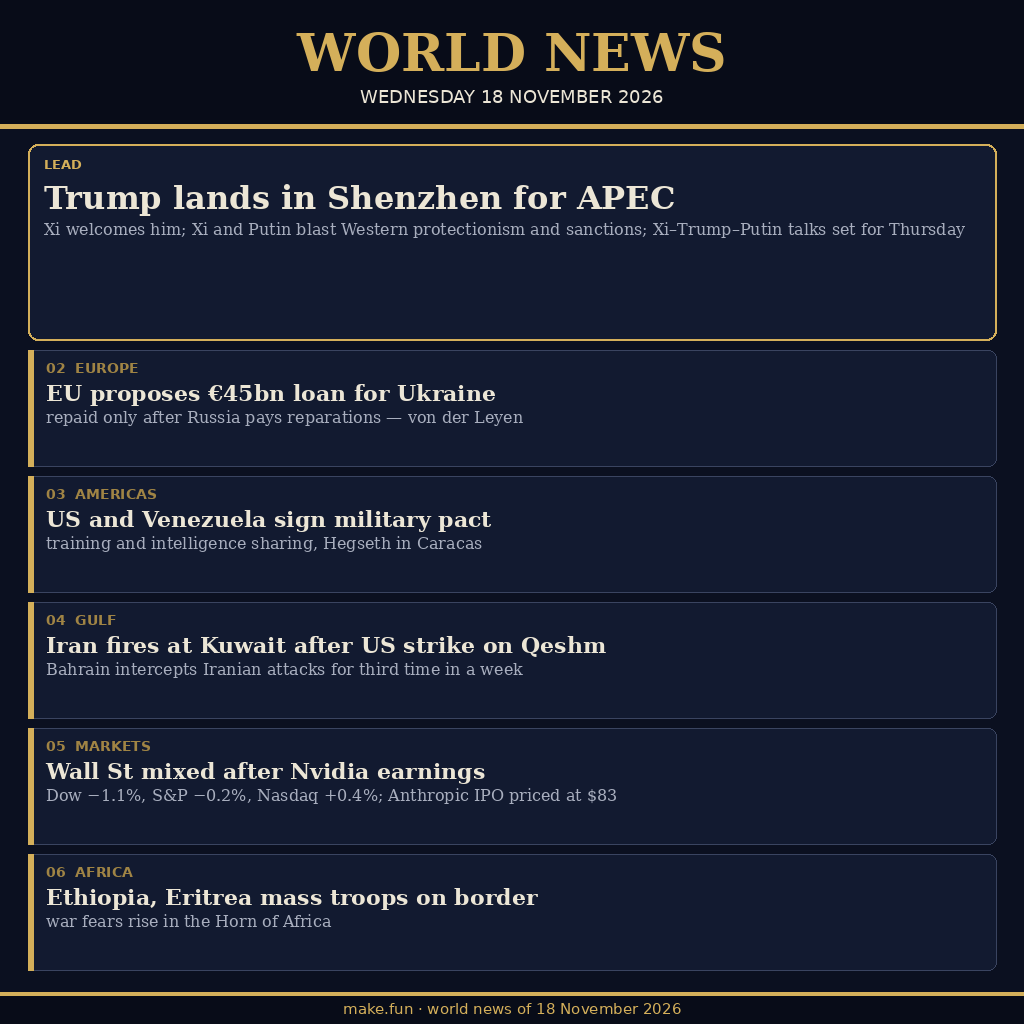 WORLD NEWS
WEDNESDAY 18 NOVEMBER 2026
LEAD
Trump lands in Shenzhen for APEC
Xi welcomes him; Xi and Putin blast Western protectionism and sanctions; Xi–Trump–Putin talks set for Thursday
02 EUROPE
EU proposes €45bn loan for Ukraine
repaid only after Russia pays reparations — von der Leyen
03 AMERICAS
US and Venezuela sign military pact
training and intelligence sharing, Hegseth in Caracas
04 GULF
Iran fires at Kuwait after US strike on Qeshm
Bahrain intercepts Iranian attacks for third time in a week
05 MARKETS
Wall St mixed after Nvidia earnings
Dow −1.1%, S&P −0.2%, Nasdaq +0.4%; Anthropic IPO priced at $83
06 AFRICA
Ethiopia, Eritrea mass troops on border
war fears rise in the Horn of Africa
make.fun · world news of 18 November 2026